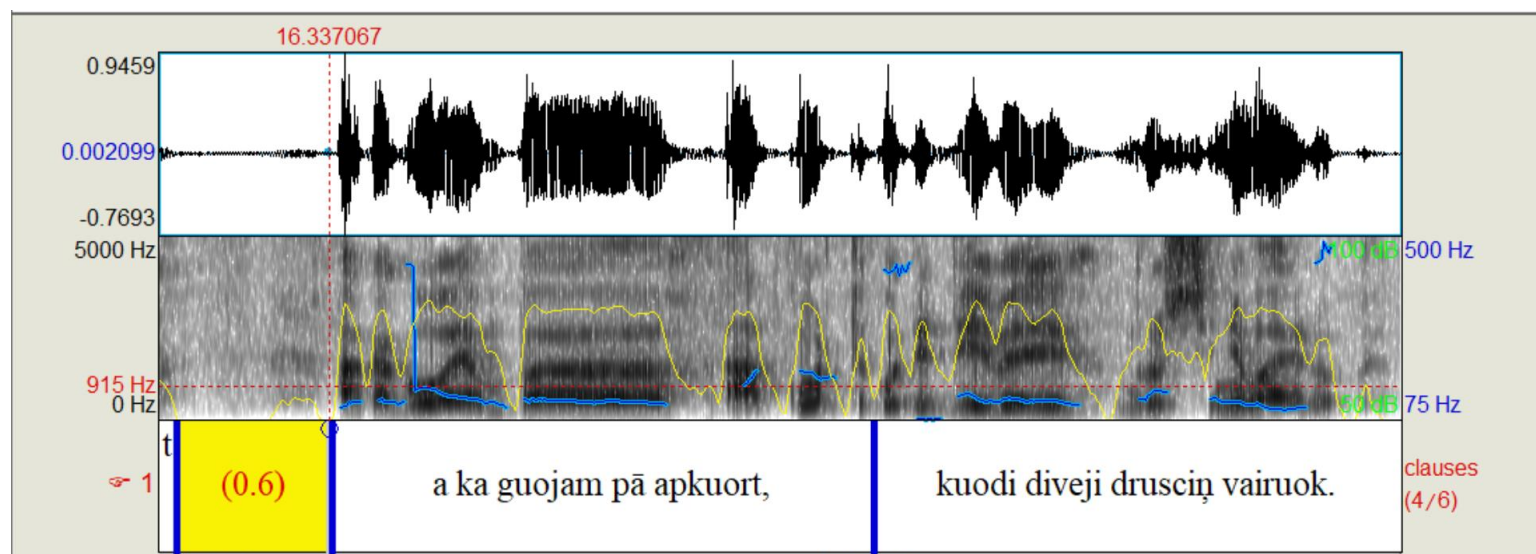 16.337067
0.9459
0.002099
-0.7693
5000 Hz 100 dB 500 Hz
915 Hz
0 Hz 50 dB 75 Hz
t
☞ 1 (0.6) a ka guojam pā apkuort, kuodi diveji drusciņ vairuok. clauses
(4/6)